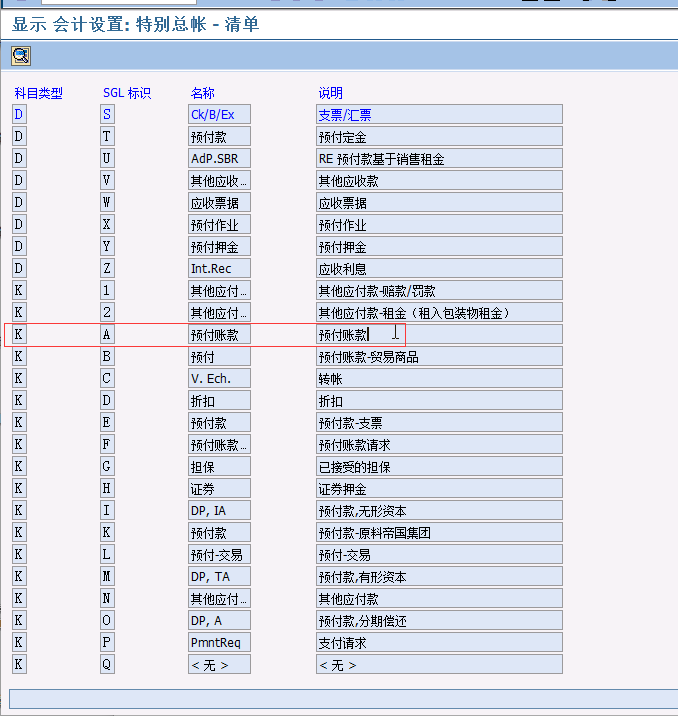 显示 会计设置: 特别总帐 - 清单
科目类型 SGL 标识 名称 说明
D S Ck/B/Ex 支票/汇票
D T 预付款 预付定金
D U AdP.SBR RE 预付款基于销售租金
D V 其他应收… 其他应收款
D W 应收票据 应收票据
D X 预付作业 预付作业
D Y 预付押金 预付押金
D Z Int.Rec 应收利息
K 1 其他应付… 其他应付款-赔款/罚款
K 2 其他应付… 其他应付款-租金（租入包装物租金）
K A 预付账款 预付账款
K B 预付 预付账款-贸易商品
K C V. Ech. 转帐
K D 折扣 折扣
K E 预付款 预付款-支票
K F 预付账款… 预付账款请求
K G 担保 已接受的担保
K H 证券 证券押金
K I DP, IA 预付款,无形资本
K K 预付款 预付款-原料帝国集团
K L 预付-交易 预付-交易
K M DP, TA 预付款,有形资本
K N 其他应付… 其他应付款
K O DP, A 预付款,分期偿还
K P PmntReq 支付请求
K Q < 无 > < 无 >